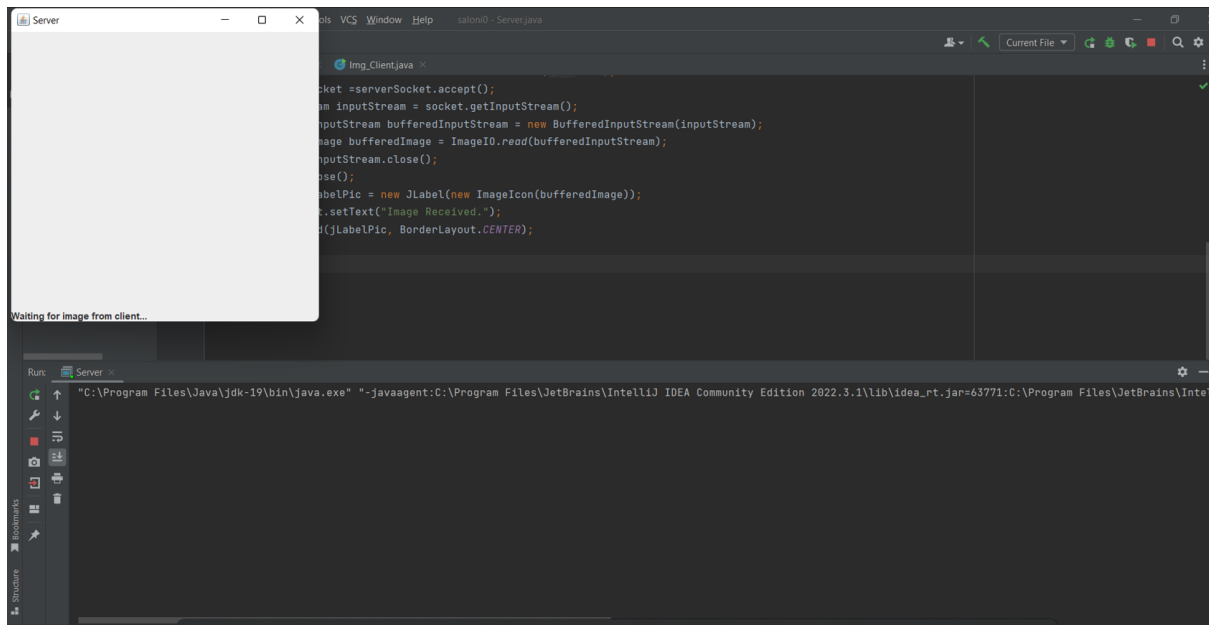 Server
ols VCS Window Help saloni0 - Server.java
Current File
Img_Client.java
cket =serverSocket.accept();
am inputStream = socket.getInputStream();
nputStream bufferedInputStream = new BufferedInputStream(inputStream);
mage bufferedImage = ImageIO.read(bufferedInputStream);
nputStream.close();
ose();
abelPic = new JLabel(new ImageIcon(bufferedImage));
t.setText("Image Received.");
d(jLabelPic, BorderLayout.CENTER);
Waiting for image from client...
Run: Server
"C:\Program Files\Java\jdk-19\bin\java.exe" "-javaagent:C:\Program Files\JetBrains\IntelliJ IDEA Community Edition 2022.3.1\lib\idea_rt.jar=63771:C:\Program Files\JetBrains\Inte
Bookmarks
Structure